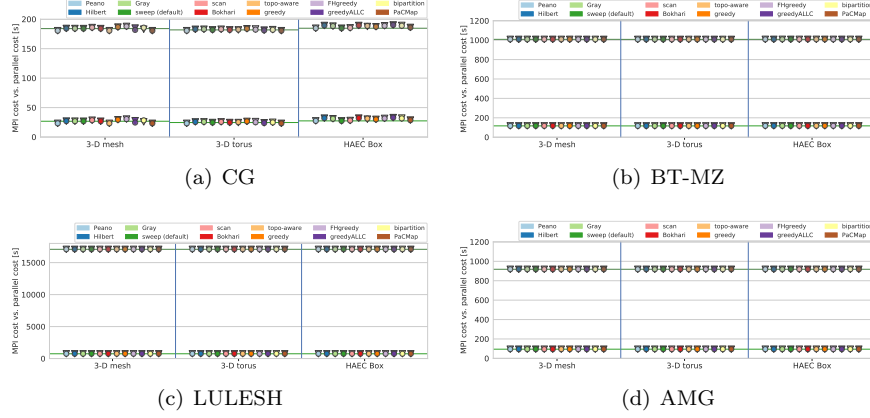 Peano Gray scan topo-aware FHgreedy bipartition
Hilbert sweep (default) Bokhari greedy greedyALLC PaCMap
MPI cost vs. parallel cost [s]
200
150
100
50
0
3-D mesh 3-D torus HAEC Box
(a) CG
Peano Gray scan topo-aware FHgreedy bipartition
Hilbert sweep (default) Bokhari greedy greedyALLC PaCMap
MPI cost vs. parallel cost [s]
1200
1000
800
600
400
200
0
3-D mesh 3-D torus HAEC Box
(b) BT-MZ
Peano Gray scan topo-aware FHgreedy bipartition
Hilbert sweep (default) Bokhari greedy greedyALLC PaCMap
MPI cost vs. parallel cost [s]
15000
10000
5000
0
3-D mesh 3-D torus HAEC Box
(c) LULESH
Peano Gray scan topo-aware FHgreedy bipartition
Hilbert sweep (default) Bokhari greedy greedyALLC PaCMap
MPI cost vs. parallel cost [s]
1200
1000
800
600
400
200
0
3-D mesh 3-D torus HAEC Box
(d) AMG